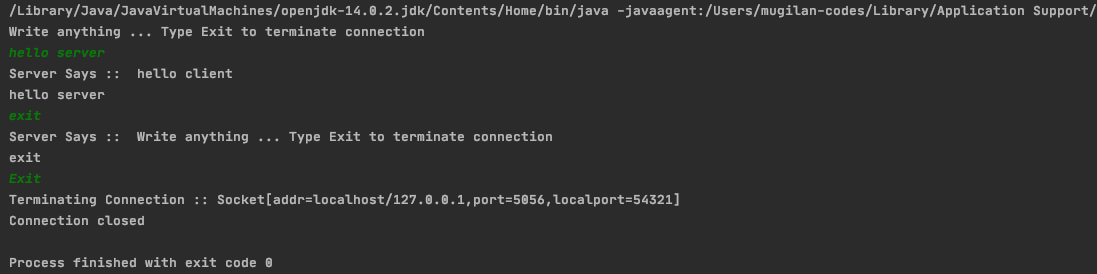 /Library/Java/JavaVirtualMachines/openjdk-14.0.2.jdk/Contents/Home/bin/java -javaagent:/Users/mugilan-codes/Library/Application Support/
Write anything ... Type Exit to terminate connection
hello server
Server Says ::  hello client
hello server
exit
Server Says ::  Write anything ... Type Exit to terminate connection
exit
Exit
Terminating Connection :: Socket[addr=localhost/127.0.0.1,port=5056,localport=54321]
Connection closed
Process finished with exit code 0